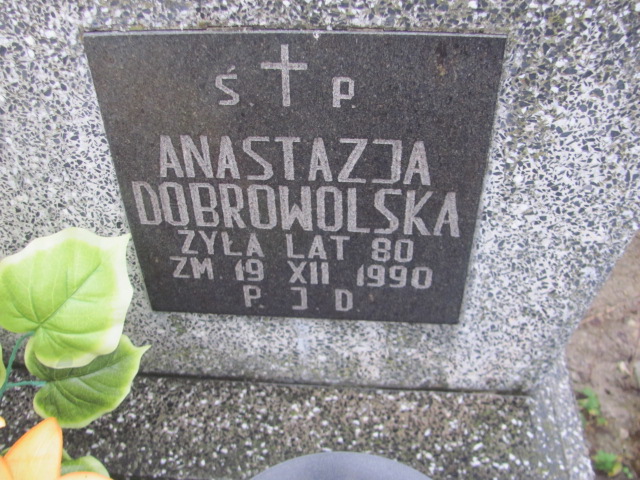 Ś. P.
ANASTAZJA
DOBROWOLSKA
ŻYŁA LAT 80
ZM 19 XII 1990
P. J. D